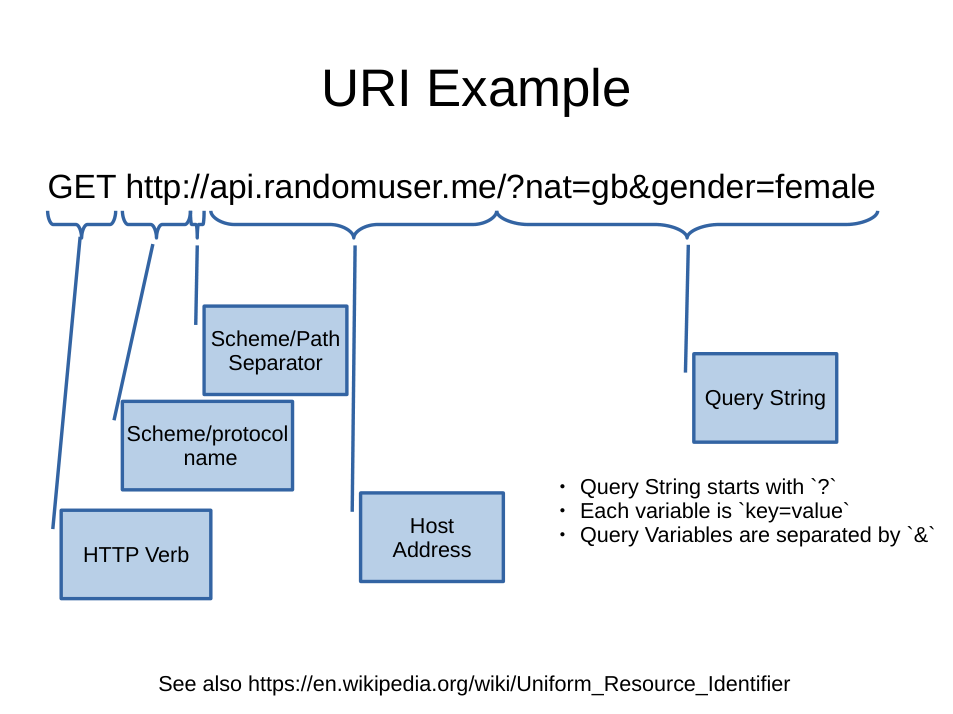 URI Example
GET http://api.randomuser.me/?nat=gb&gender=female
Scheme/Path
Separator
Scheme/protocol
name
HTTP Verb
Host
Address
Query String
• Query String starts with `?`
• Each variable is `key=value`
• Query Variables are separated by `&`
See also https://en.wikipedia.org/wiki/Uniform_Resource_Identifier